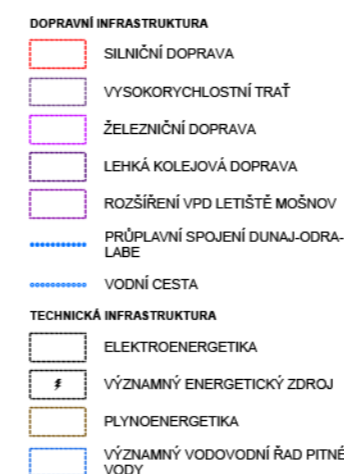 DOPRAVNÍ INFRASTRUKTURA
SILNIČNÍ DOPRAVA
VYSOKORYCHLOSTNÍ TRAŤ
ŽELEZNIČNÍ DOPRAVA
LEHKÁ KOLEJOVÁ DOPRAVA
ROZŠÍŘENÍ VPD LETIŠTĚ MOŠNOV
PRŮPLAVNÍ SPOJENÍ DUNAJ-ODRA-
LABE
VODNÍ CESTA
TECHNICKÁ INFRASTRUKTURA
ELEKTROENERGETIKA
VÝZNAMNÝ ENERGETICKÝ ZDROJ
PLYNOENERGETIKA
VÝZNAMNÝ VODOVODNÍ ŘAD PITNÉ
VODY